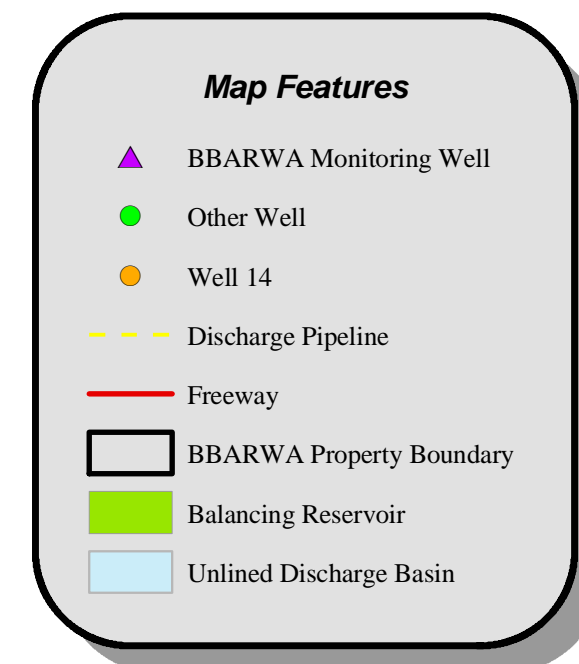 Map Features
BBARWA Monitoring Well
Other Well
Well 14
Discharge Pipeline
Freeway
BBARWA Property Boundary
Balancing Reservoir
Unlined Discharge Basin